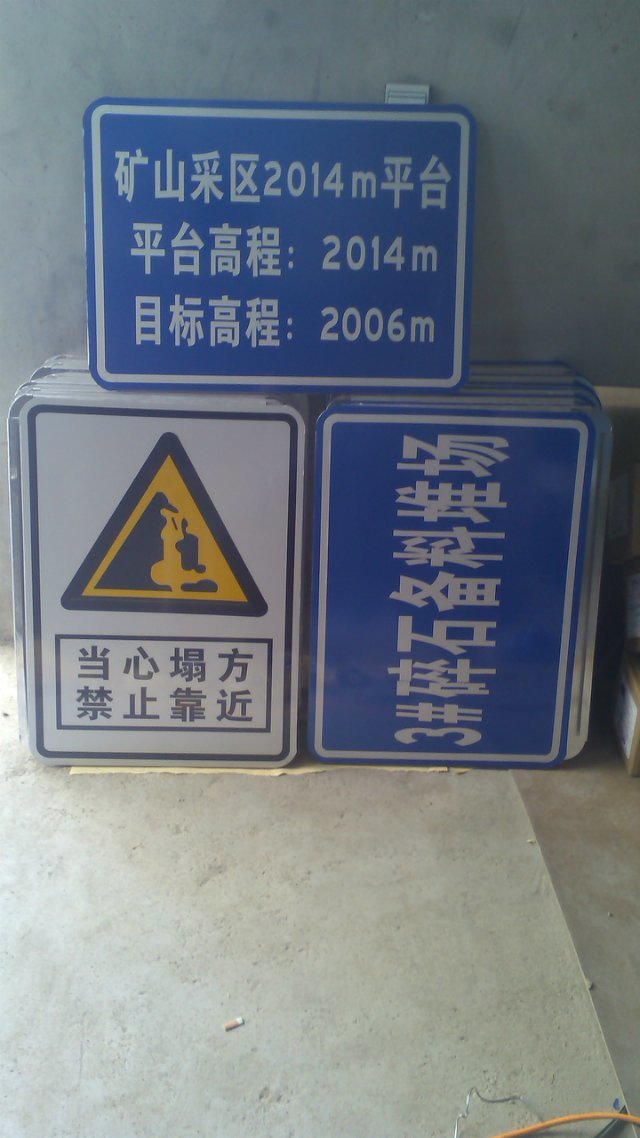 矿山采区2014m平台
平台高程：2014m
目标高程：2006m
当心塌方
禁止靠近
3#碎石备料堆场